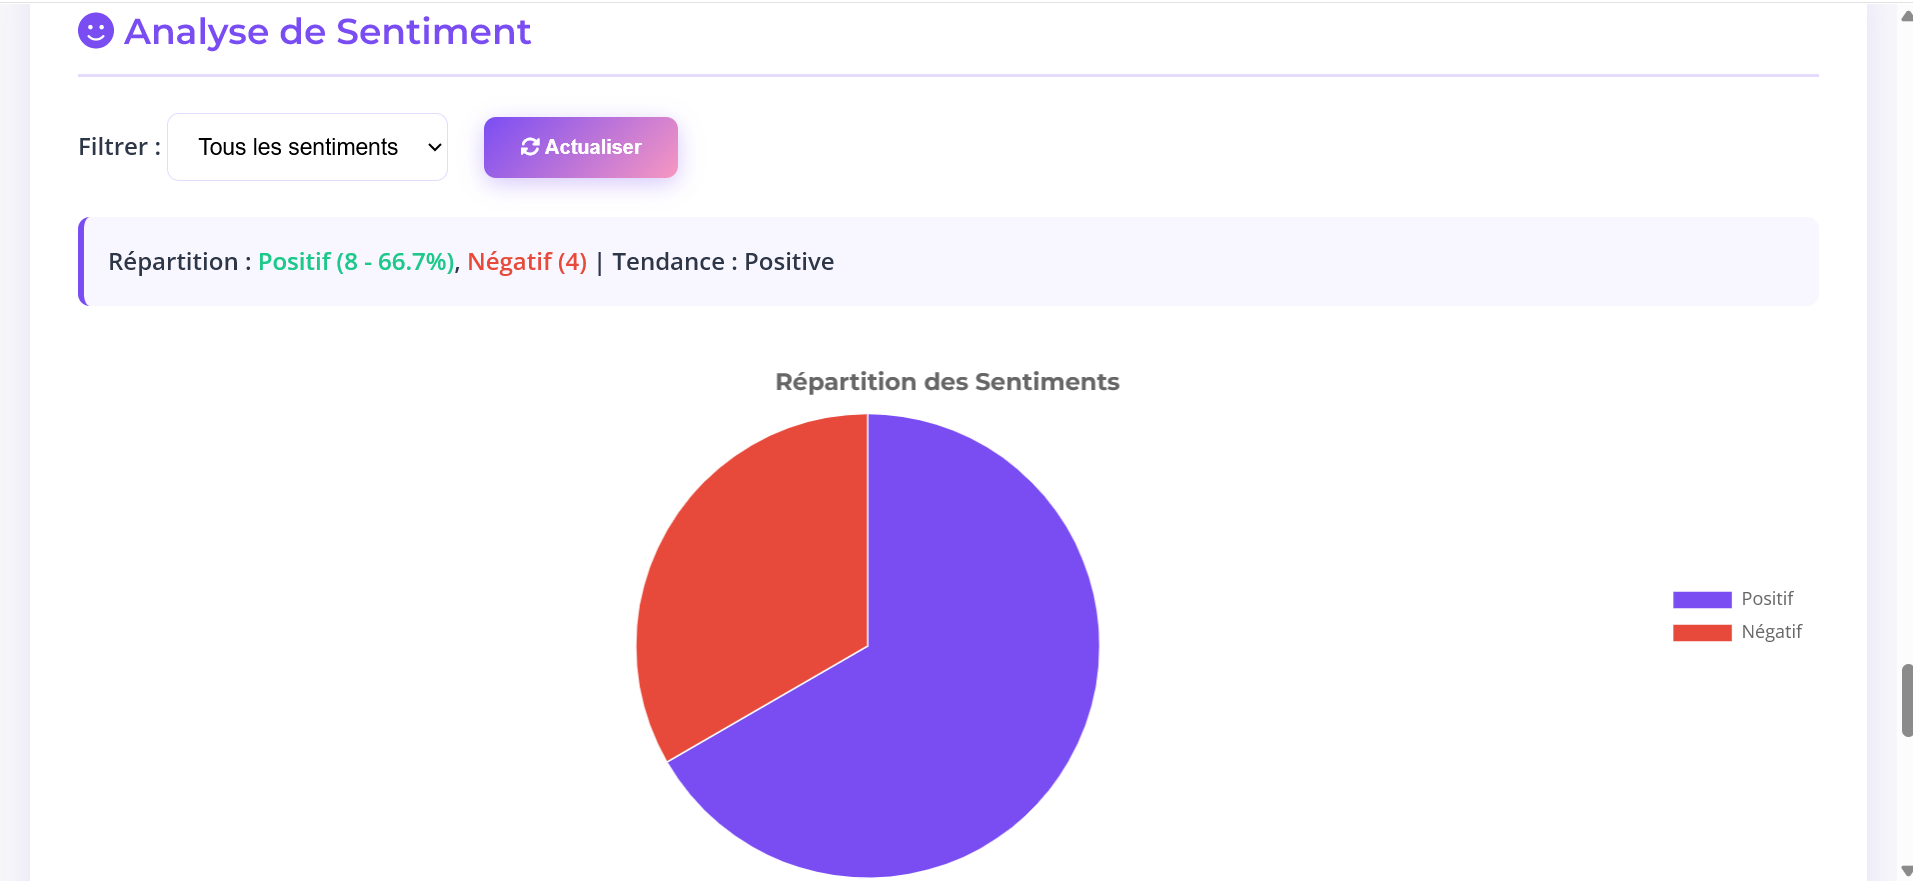 Analyse de Sentiment
Filtrer : Tous les sentiments Actualiser
Répartition : Positif (8 - 66.7%), Négatif (4) | Tendance : Positive
Répartition des Sentiments
Positif
Négatif